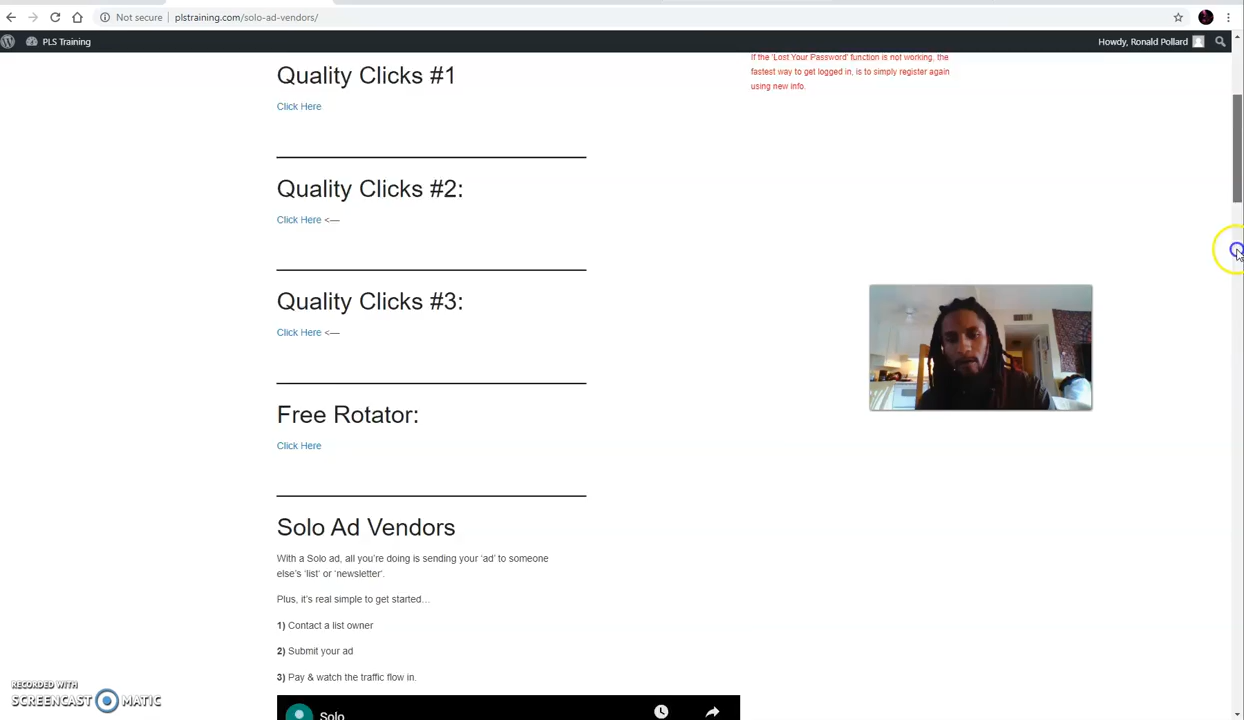 Not secure
plstraining.com/solo-ad-vendors/
PLS Training
Howdy, Ronald Pollard
If the 'Lost Your Password' function is not working, the
fastest way to get logged in, is to simply register again
using new info.
Quality Clicks #1
Click Here
Quality Clicks #2:
Click Here <—
Quality Clicks #3:
Click Here <—
Free Rotator:
Click Here
Solo Ad Vendors
With a Solo ad, all you're doing is sending your 'ad' to someone
else's 'list' or 'newsletter'.
Plus, it's real simple to get started…
1) Contact a list owner
2) Submit your ad
3) Pay & watch the traffic flow in.
Solo
RECORDED WITH
SCREENCAST MATIC